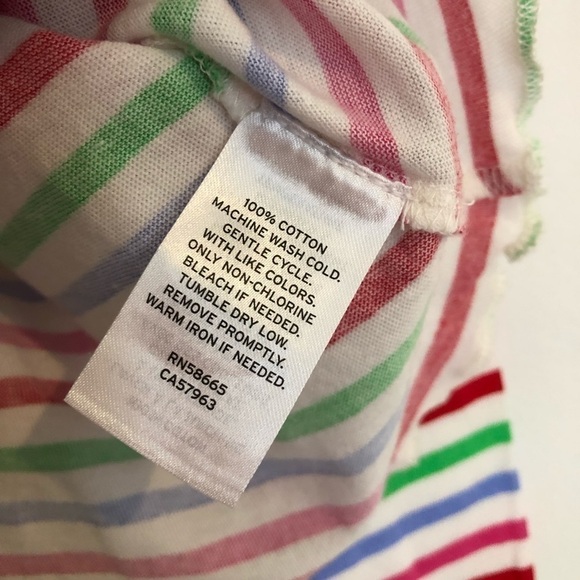 100% COTTON
MACHINE WASH COLD.
GENTLE CYCLE.
WITH LIKE COLORS.
ONLY NON-CHLORINE
BLEACH IF NEEDED.
TUMBLE DRY LOW.
REMOVE PROMPTLY.
WARM IRON IF NEEDED.
RN58665
CA57963